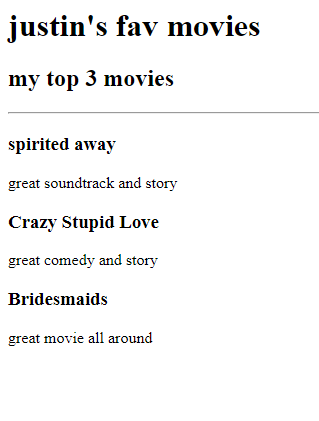 justin's fav movies
my top 3 movies
spirited away
great soundtrack and story
Crazy Stupid Love
great comedy and story
Bridesmaids
great movie all around